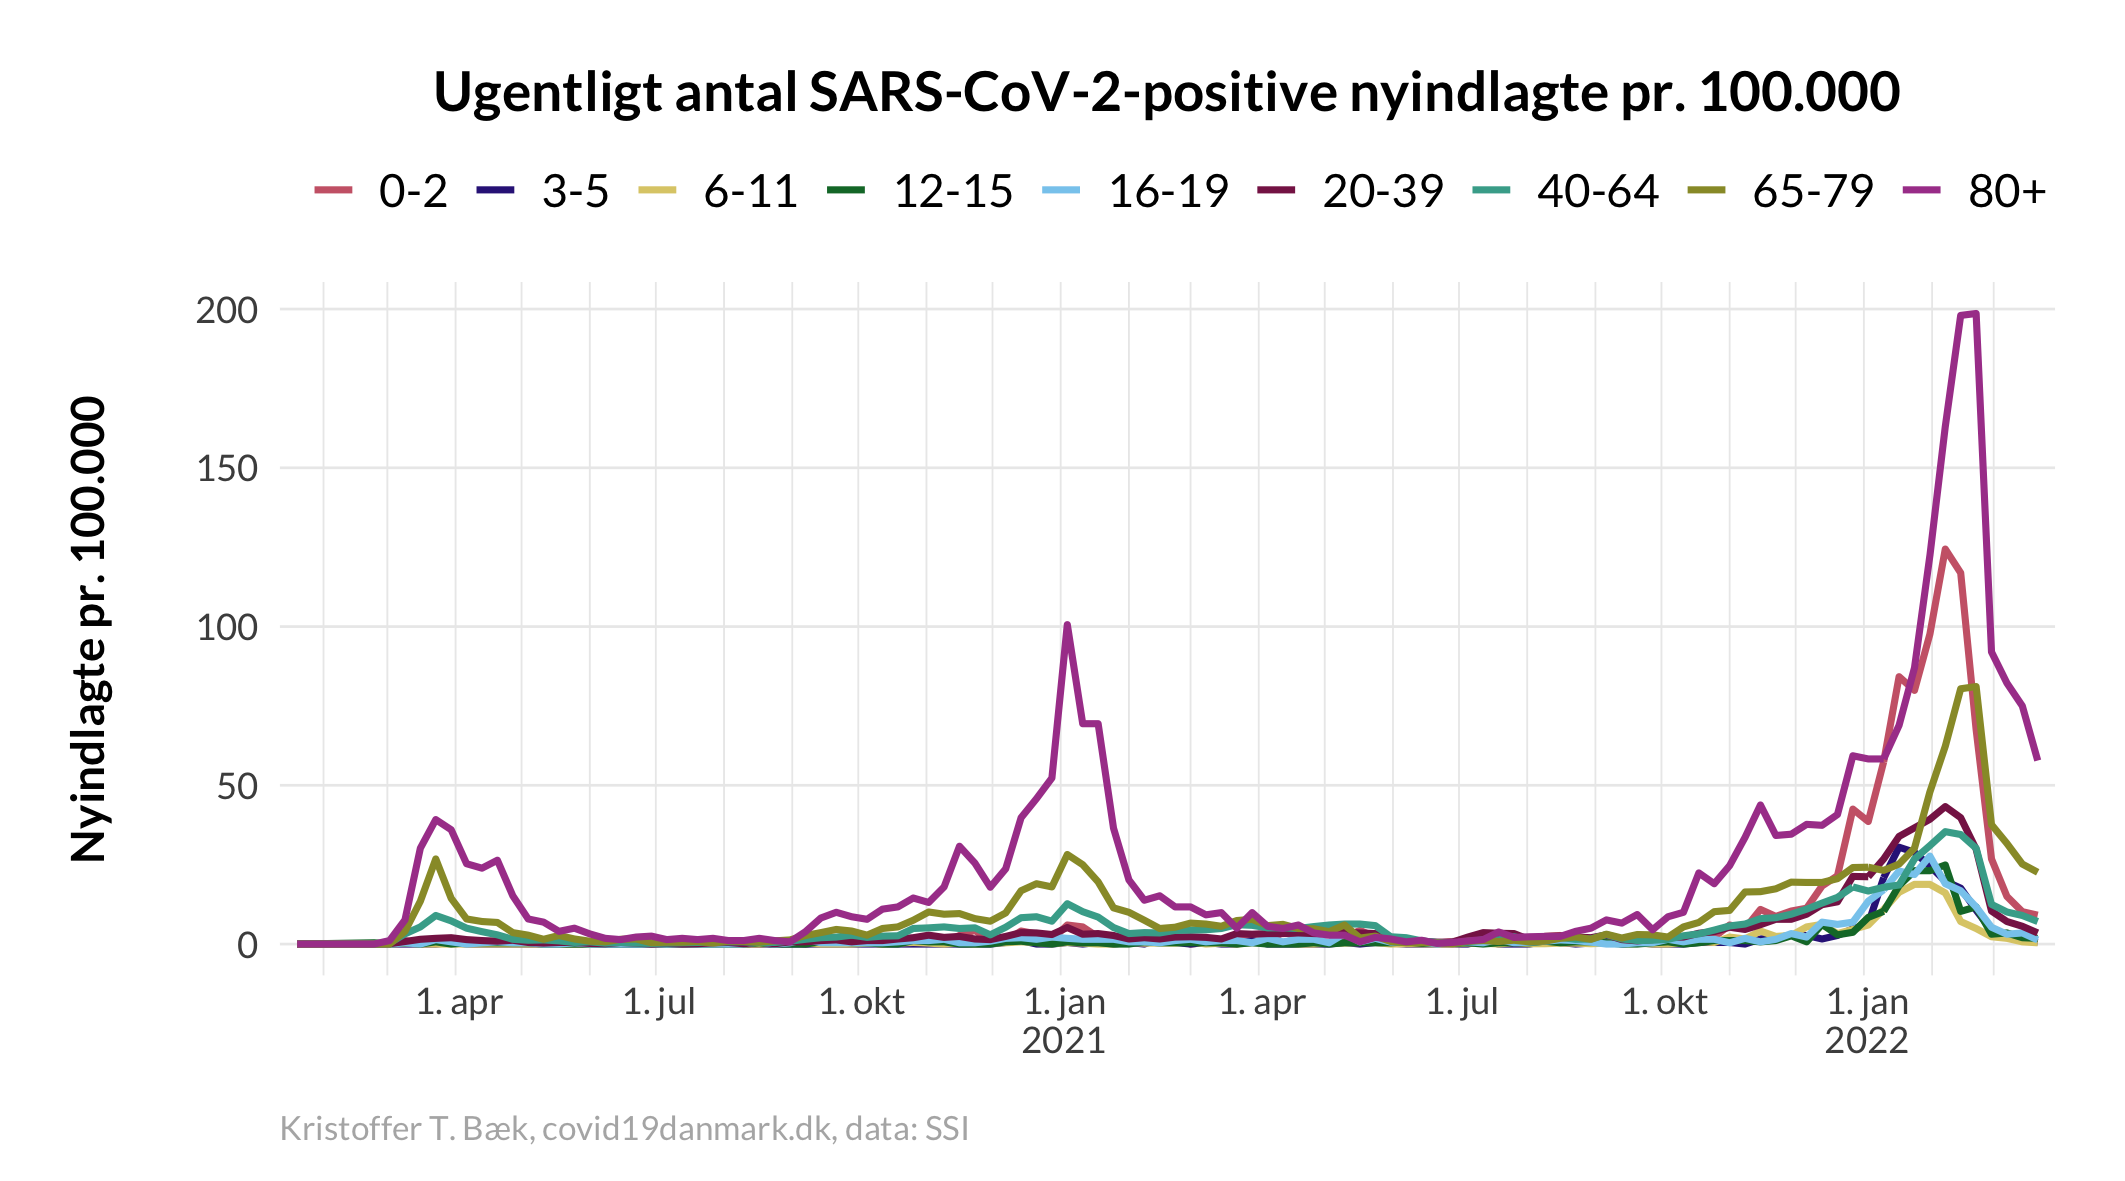 Ugentligt antal SARS-CoV-2-positive nyindlagte pr. 100.000
0-2 3-5 6-11 12-15 16-19 20-39 40-64 65-79 80+
Nyindlagte pr. 100.000
200
150
100
50
0
1. apr 1. jul 1. okt 1. jan 1. apr 1. jul 1. okt 1. jan
2021 2022
Kristoffer T. Bæk, covid19danmark.dk, data: SSI